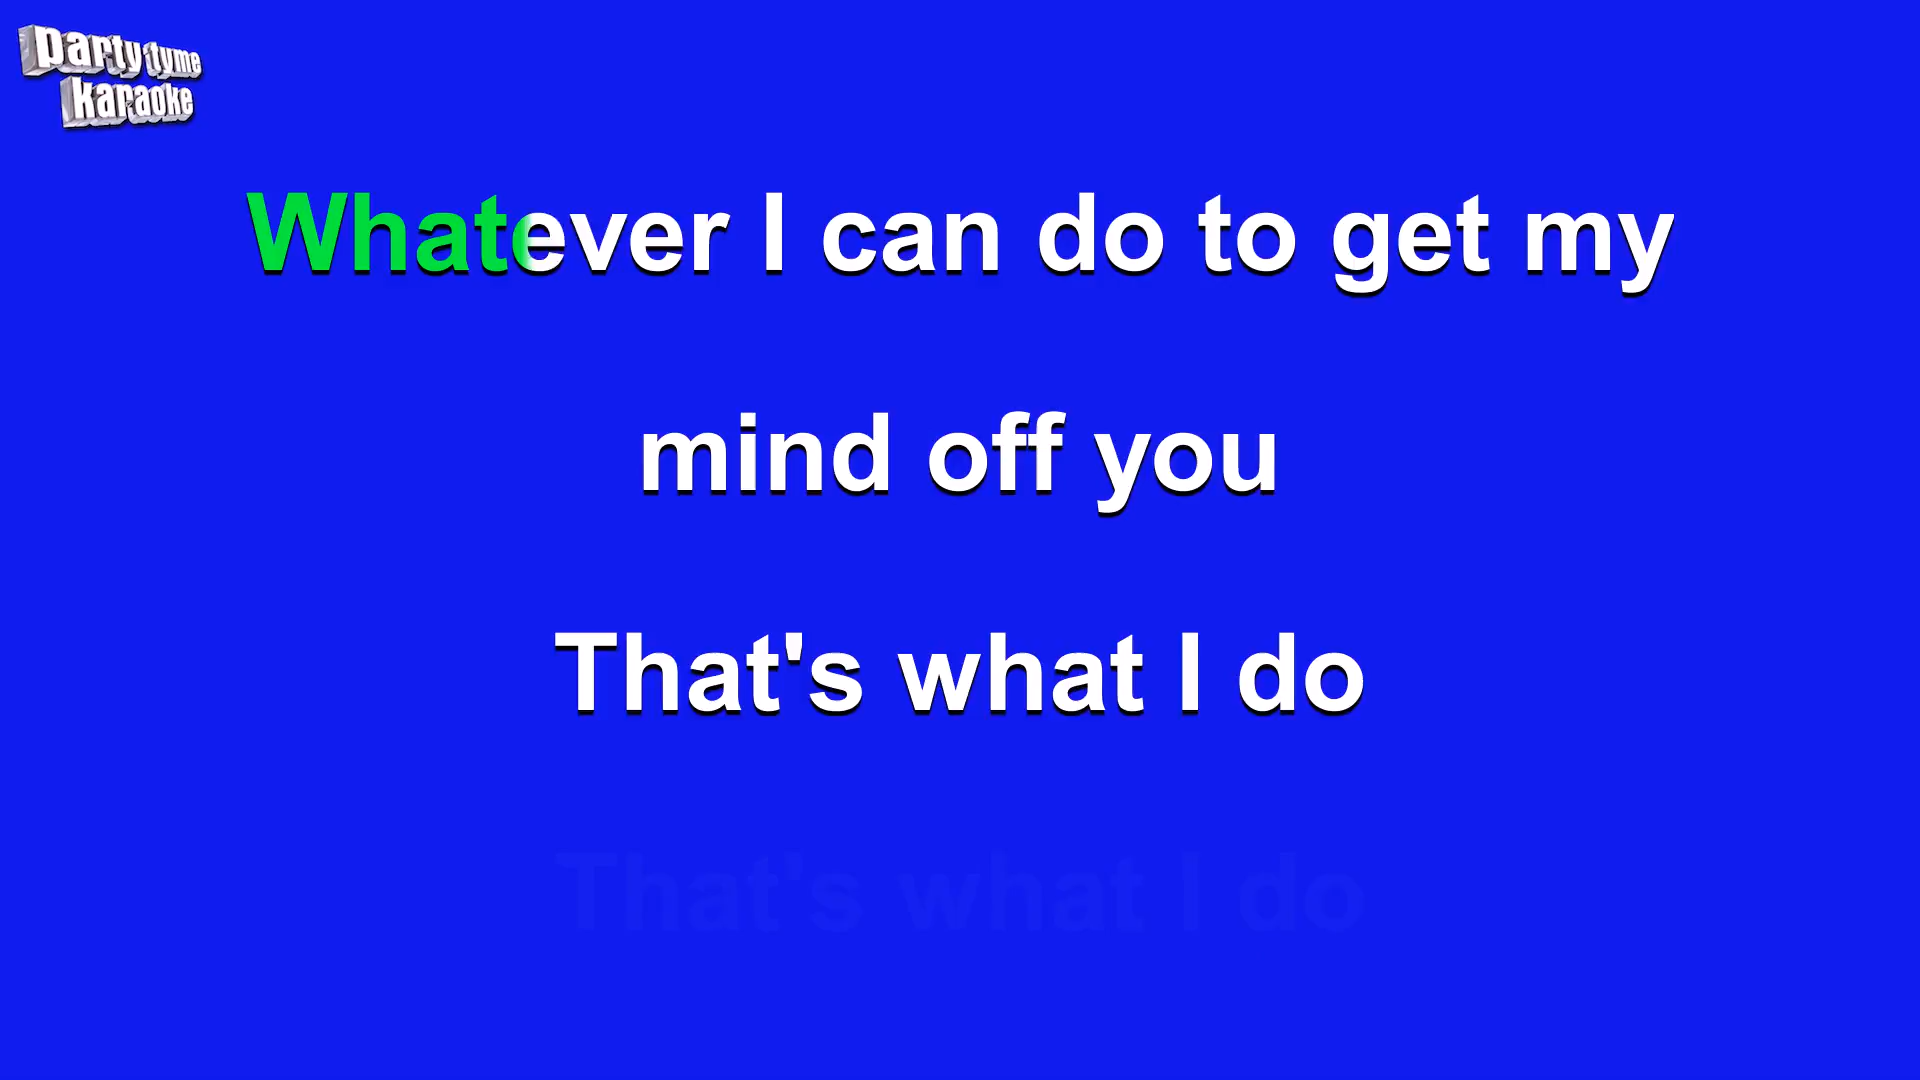 party tyme
karaoke
Whatever I can do to get my
mind off you
That's what I do
That's what I do